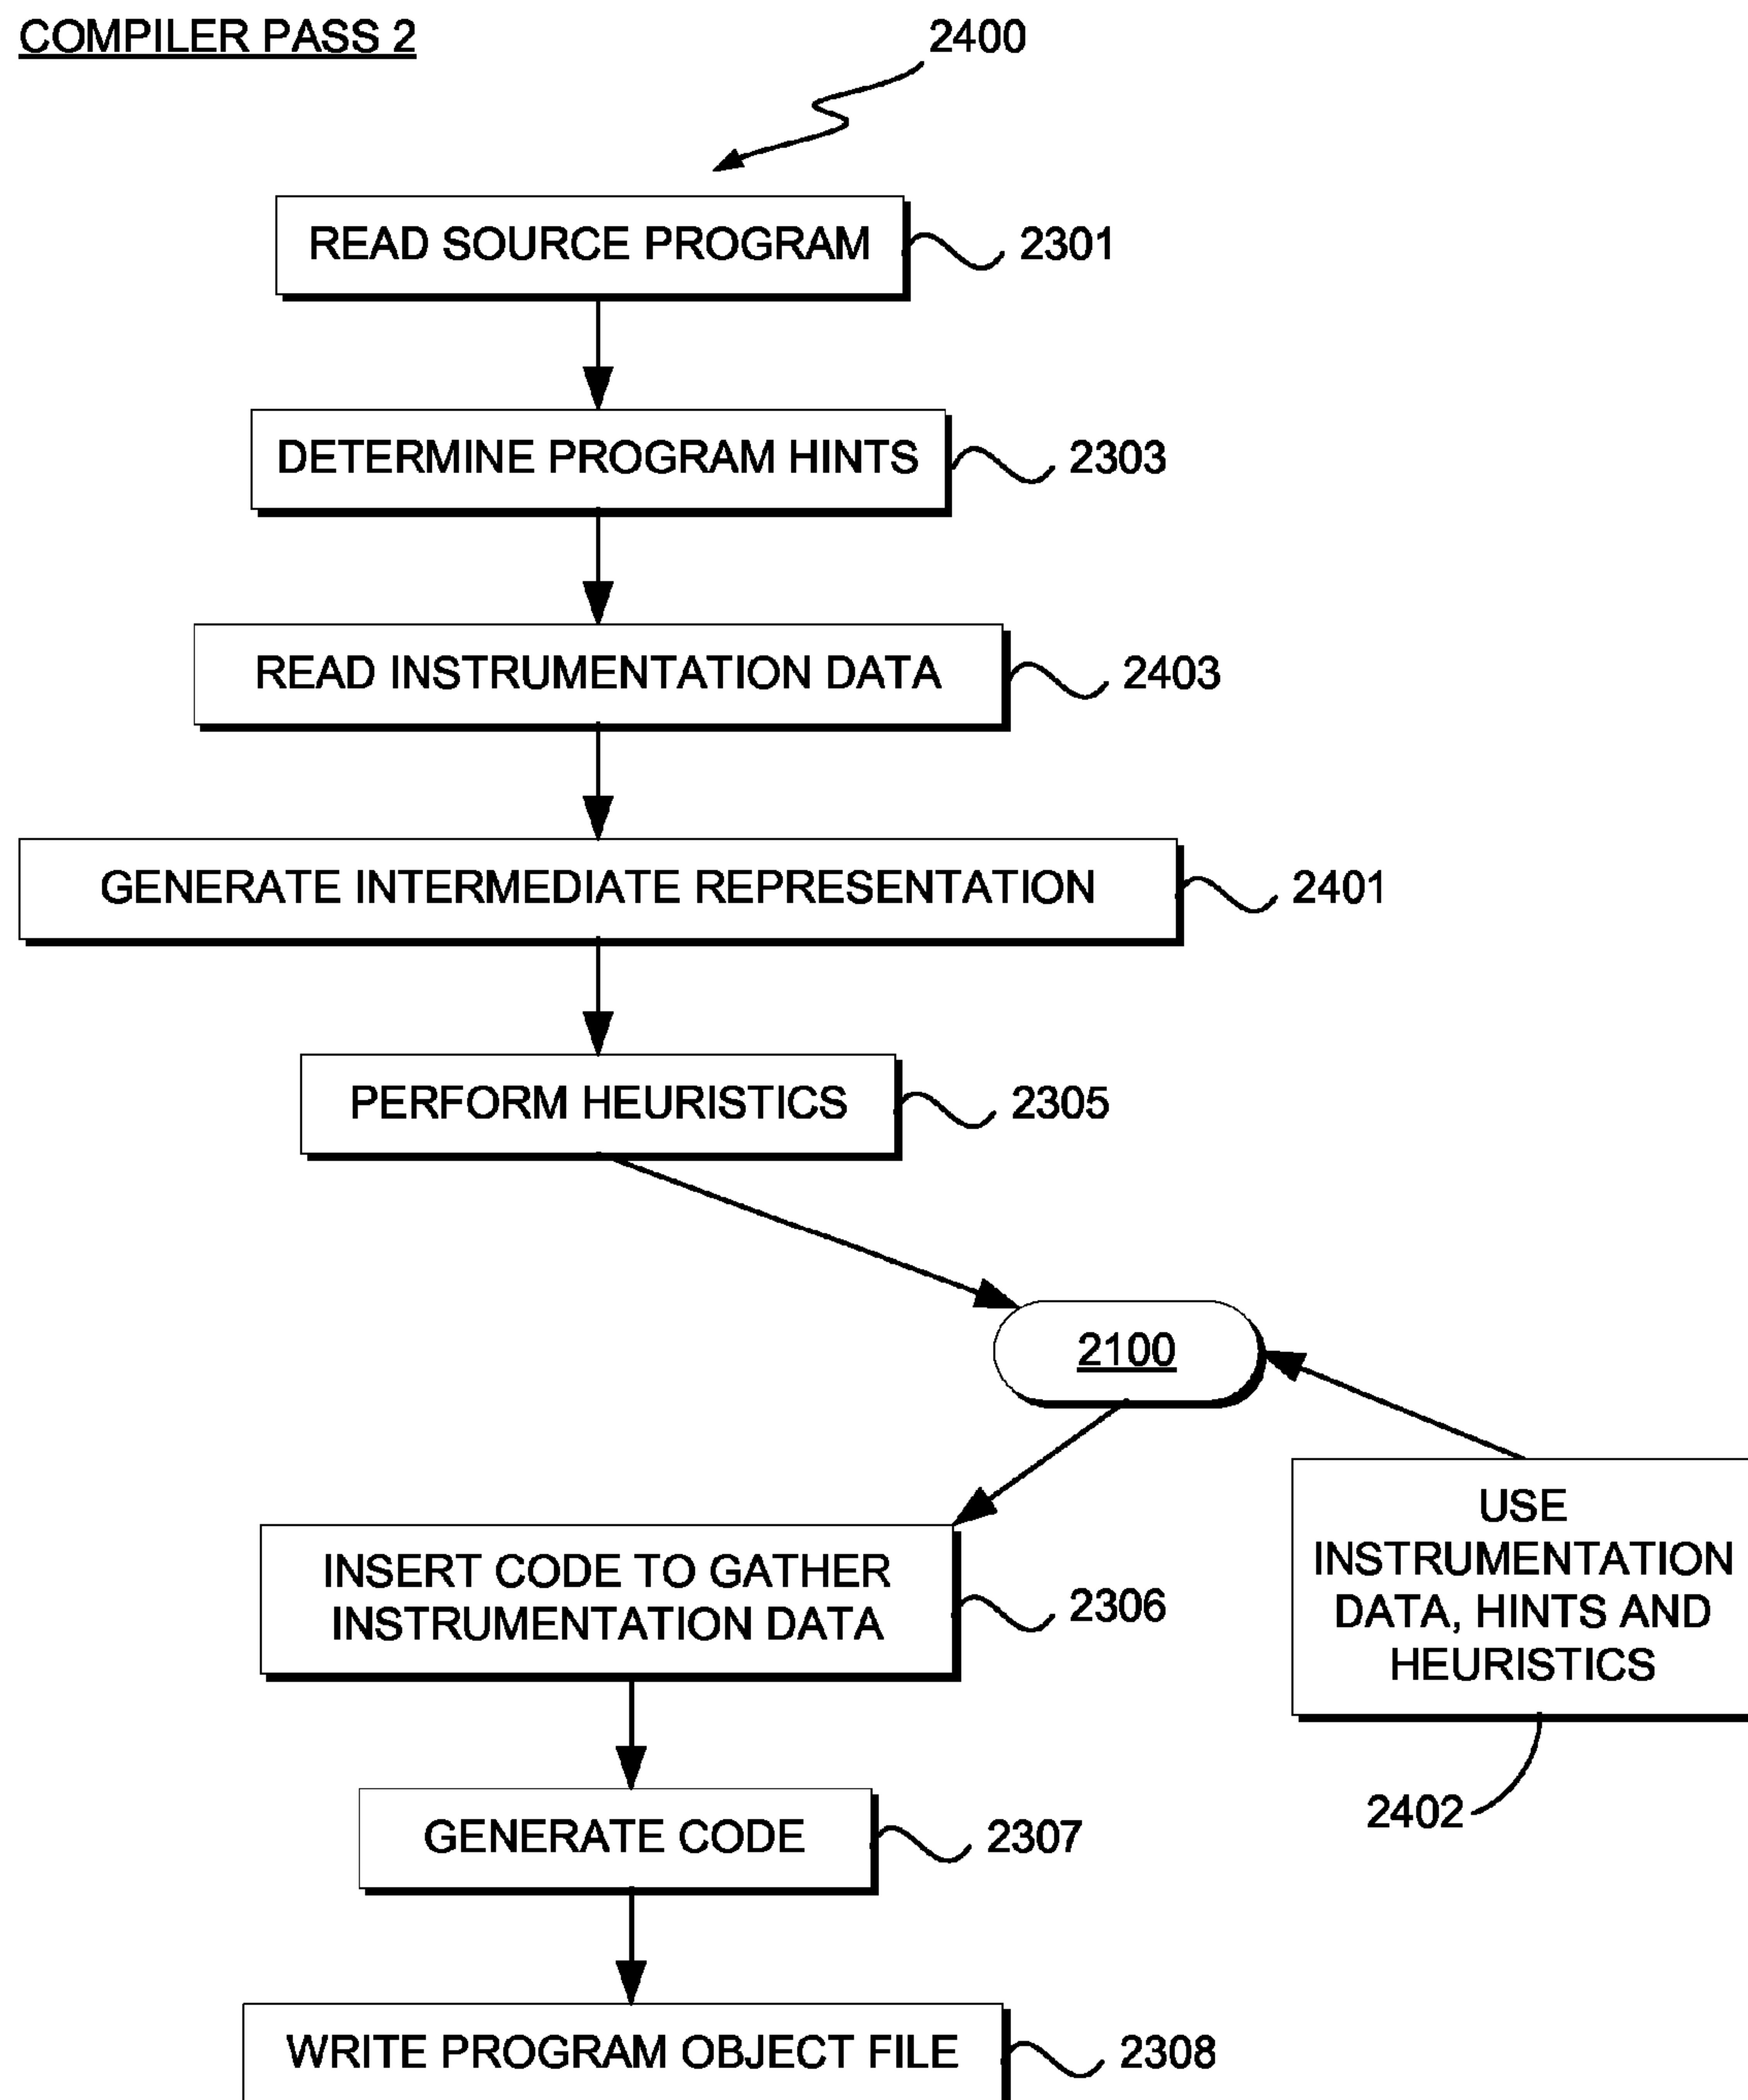 COMPILER PASS 2
2400
READ SOURCE PROGRAM
2301
DETERMINE PROGRAM HINTS
2303
READ INSTRUMENTATION DATA
2403
GENERATE INTERMEDIATE REPRESENTATION
2401
PERFORM HEURISTICS
2305
2100
USE
INSTRUMENTATION
DATA, HINTS AND
HEURISTICS
2402
INSERT CODE TO GATHER
INSTRUMENTATION DATA
2306
GENERATE CODE
2307
WRITE PROGRAM OBJECT FILE
2308